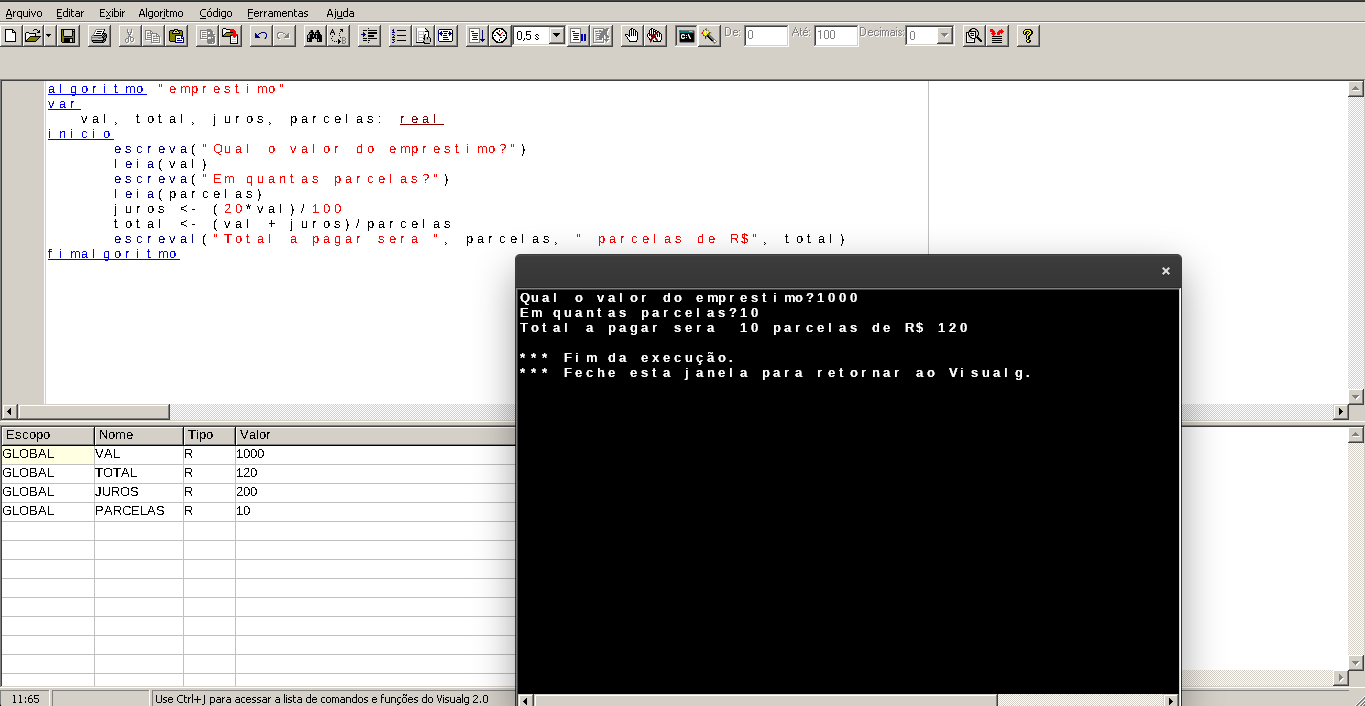 Arquivo Editar Exibir Algoritmo Código Ferramentas Ajuda
0,5 s De: 0 Até: 100 Decimais: 0
algoritmo "emprestimo"
var
val, total, juros, parcelas: real
inicio
escreva("Qual o valor do emprestimo?")
leia(val)
escreva("Em quantas parcelas?")
leia(parcelas)
juros <- (20*val)/100
total <- (val + juros)/parcelas
escreval("Total a pagar sera ", parcelas, " parcelas de R$", total)
fimalgoritmo
Qual o valor do emprestimo?1000
Em quantas parcelas?10
Total a pagar sera  10 parcelas de R$ 120
*** Fim da execução.
*** Feche esta janela para retornar ao Visualg.
Escopo Nome Tipo Valor
GLOBAL VAL R 1000
GLOBAL TOTAL R 120
GLOBAL JUROS R 200
GLOBAL PARCELAS R 10
11:65 Use Ctrl+J para acessar a lista de comandos e funções do Visualg 2.0